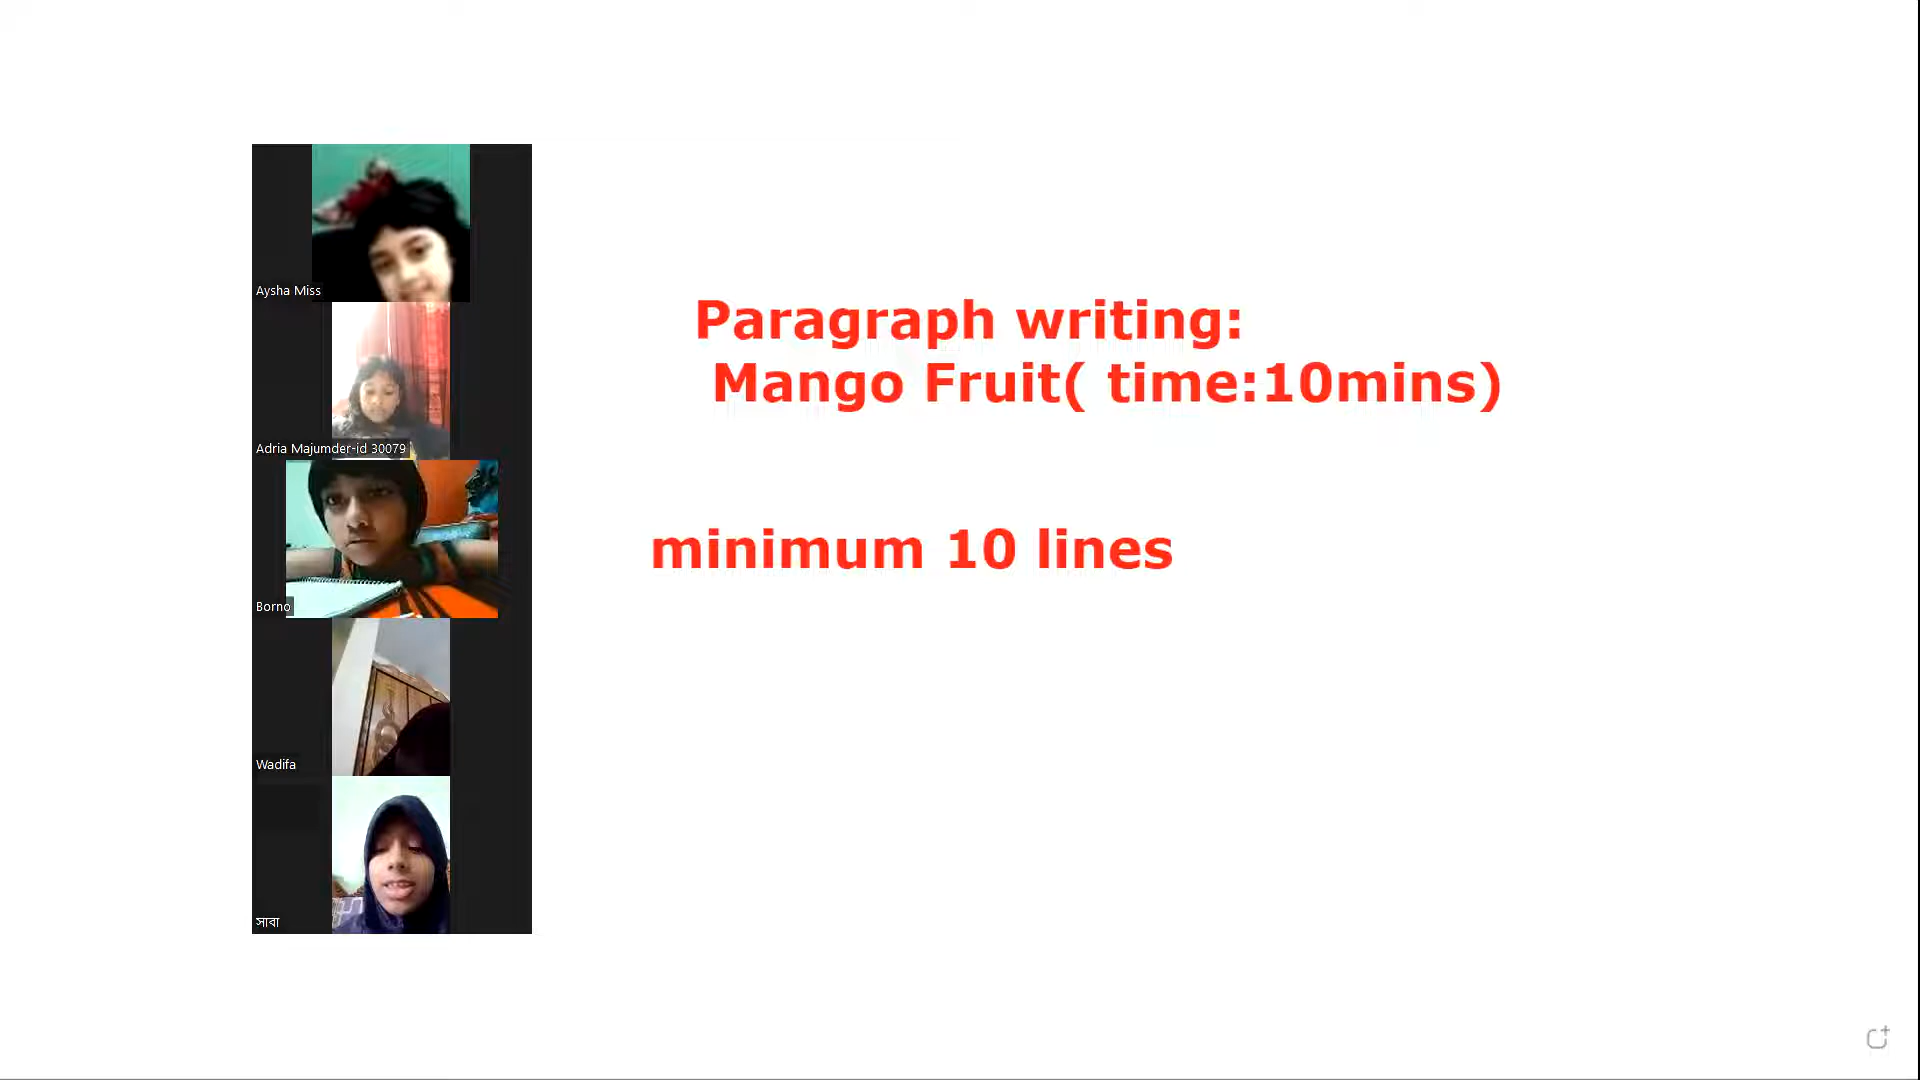 Aysha Miss
Adria Majumder-id 30079
Borno
Wadifa
সাবা
Paragraph writing:
Mango Fruit( time:10mins)
minimum 10 lines